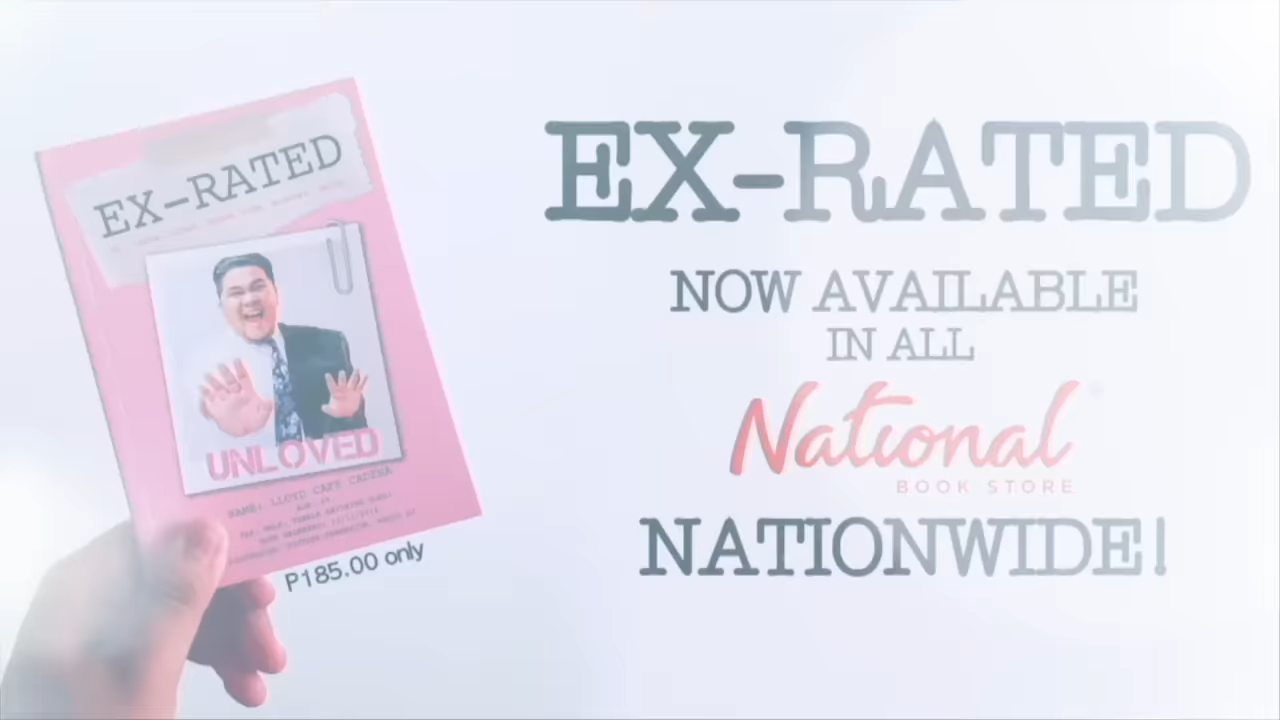 EX-RATED
UNLOVED
NAME: LLOYD CAFE CADENA
P185.00 only
EX-RATED
NOW AVAILABLE
IN ALL
National
BOOK STORE
NATIONWIDE!